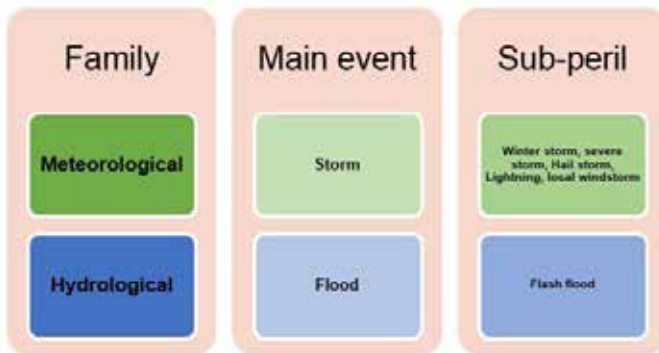 Family
Main event
Sub-peril
Meteorological
Storm
Winter storm, severe
storm, Hail storm,
Lightning, local windstorm
Hydrological
Flood
Flash flood